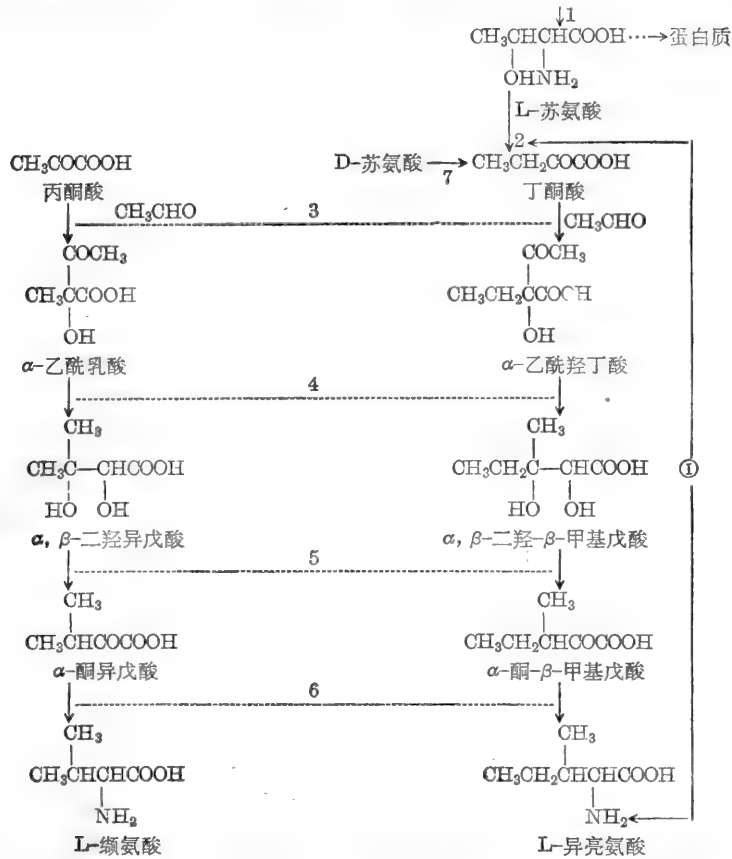 1
CH₃CHCHCOOH⋯→蛋白质
OHNH₂
L-苏氨酸
2
CH₃COCOOH
D-苏氨酸
7
CH₃CH₂COCOOH
丙酮酸
丁酮酸
CH₃CHO
3
CH₃CHO
COCH₃
COCH₃
CH₃CCOOH
CH₃CH₂CCOOH
OH
OH
α-乙酰乳酸
α-乙酰羟丁酸
4
CH₃
CH₃
CH₃C—CHCOOH
CH₃CH₂C—CHCOOH
①
HO OH
HO OH
α, β-二羟异戊酸
α, β-二羟-β-甲基戊酸
5
CH₃
CH₃
CH₃CHCOCOOH
CH₃CH₂CHCOCOOH
α-酮异戊酸
α-酮-β-甲基戊酸
6
CH₃
CH₃
CH₃CHCHCOOH
CH₃CH₂CHCHCOOH
NH₂
NH₂
L-缬氨酸
L-异亮氨酸